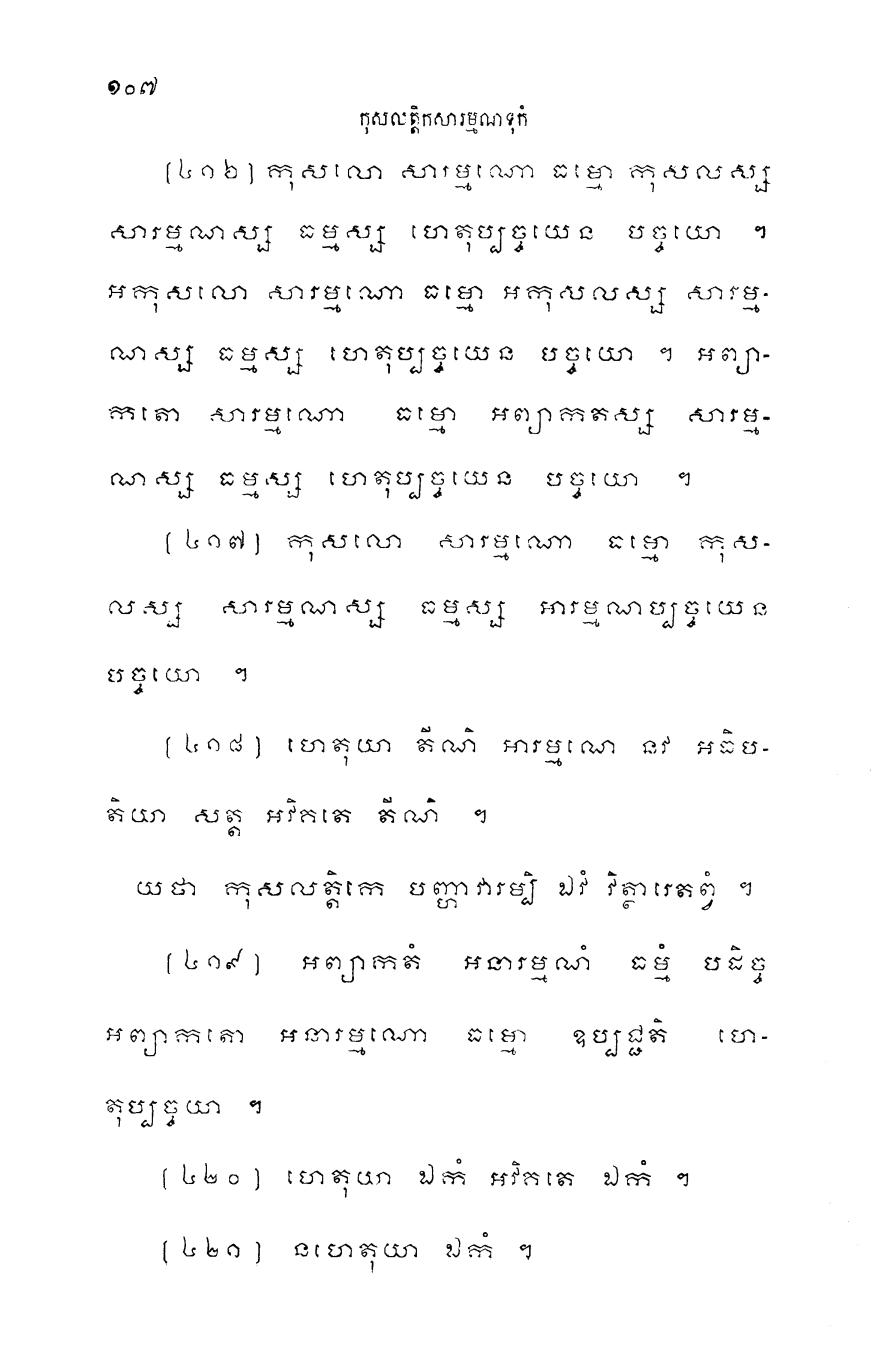 ១០៧
កុសលត្តិកសារម្មណទុកំ
(៤១៦) កុសលោ សារម្មណោ ធម្មោ កុសលស្ស
សារម្មណស្ស ធម្មស្ស ហេតុប្បច្ចយេន បច្ចយោ ។
អកុសលោ សារម្មណោ ធម្មោ អកុសលស្ស សារម្ម-
ណស្ស ធម្មស្ស ហេតុប្បច្ចយេន បច្ចយោ ។ អព្យា-
កតោ សារម្មណោ ធម្មោ អព្យាកតស្ស សារម្ម-
ណស្ស ធម្មស្ស ហេតុប្បច្ចយេន បច្ចយោ ។
(៤១៧) កុសលោ សារម្មណោ ធម្មោ កុស-
លស្ស សារម្មណស្ស ធម្មស្ស អារម្មណប្បច្ចយេន
បច្ចយោ ។
(៤១៨) ហេតុយា តីណិ អារម្មណេ នវ អធិប-
តិយា សត្ត អវិគតេ តីណិ ។
យថា កុសលត្តិកេ បញ្ហាវារម្បិ ឯវំ វិត្ថារេតព្វំ ។
(៤១៩) អព្យាកតំ អនារម្មណំ ធម្មំ បដិច្ច
អព្យាកតោ អនារម្មណោ ធម្មោ ឧប្បជ្ជតិ ហេ-
តុប្បច្ចយា ។
(៤២០) ហេតុយា ឯកំ អវិគតេ ឯកំ ។
(៤២១) នហេតុយា ឯកំ ។